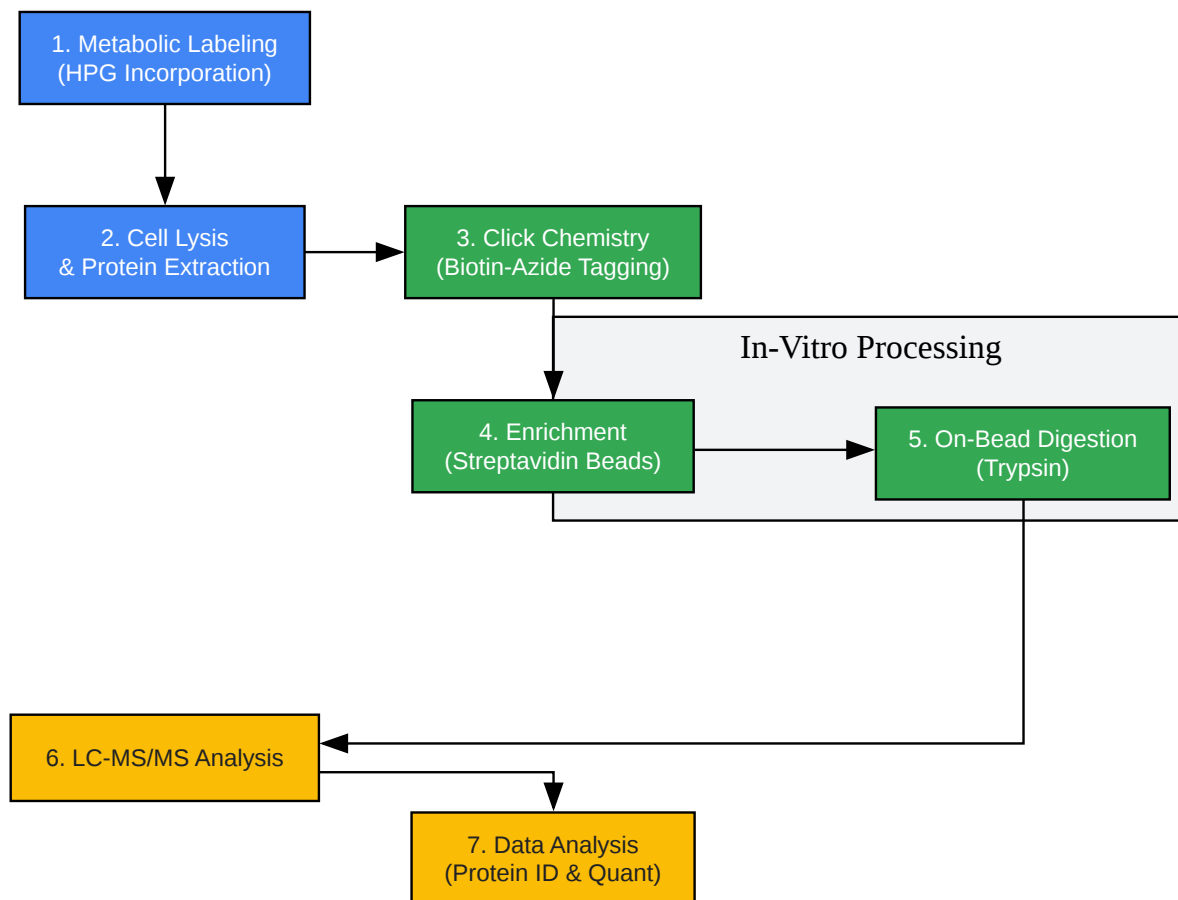 1. Metabolic Labeling
(HPG Incorporation)
2. Cell Lysis
& Protein Extraction
3. Click Chemistry
(Biotin-Azide Tagging)
In-Vitro Processing
4. Enrichment
(Streptavidin Beads)
5. On-Bead Digestion
(Trypsin)
6. LC-MS/MS Analysis
7. Data Analysis
(Protein ID & Quant)